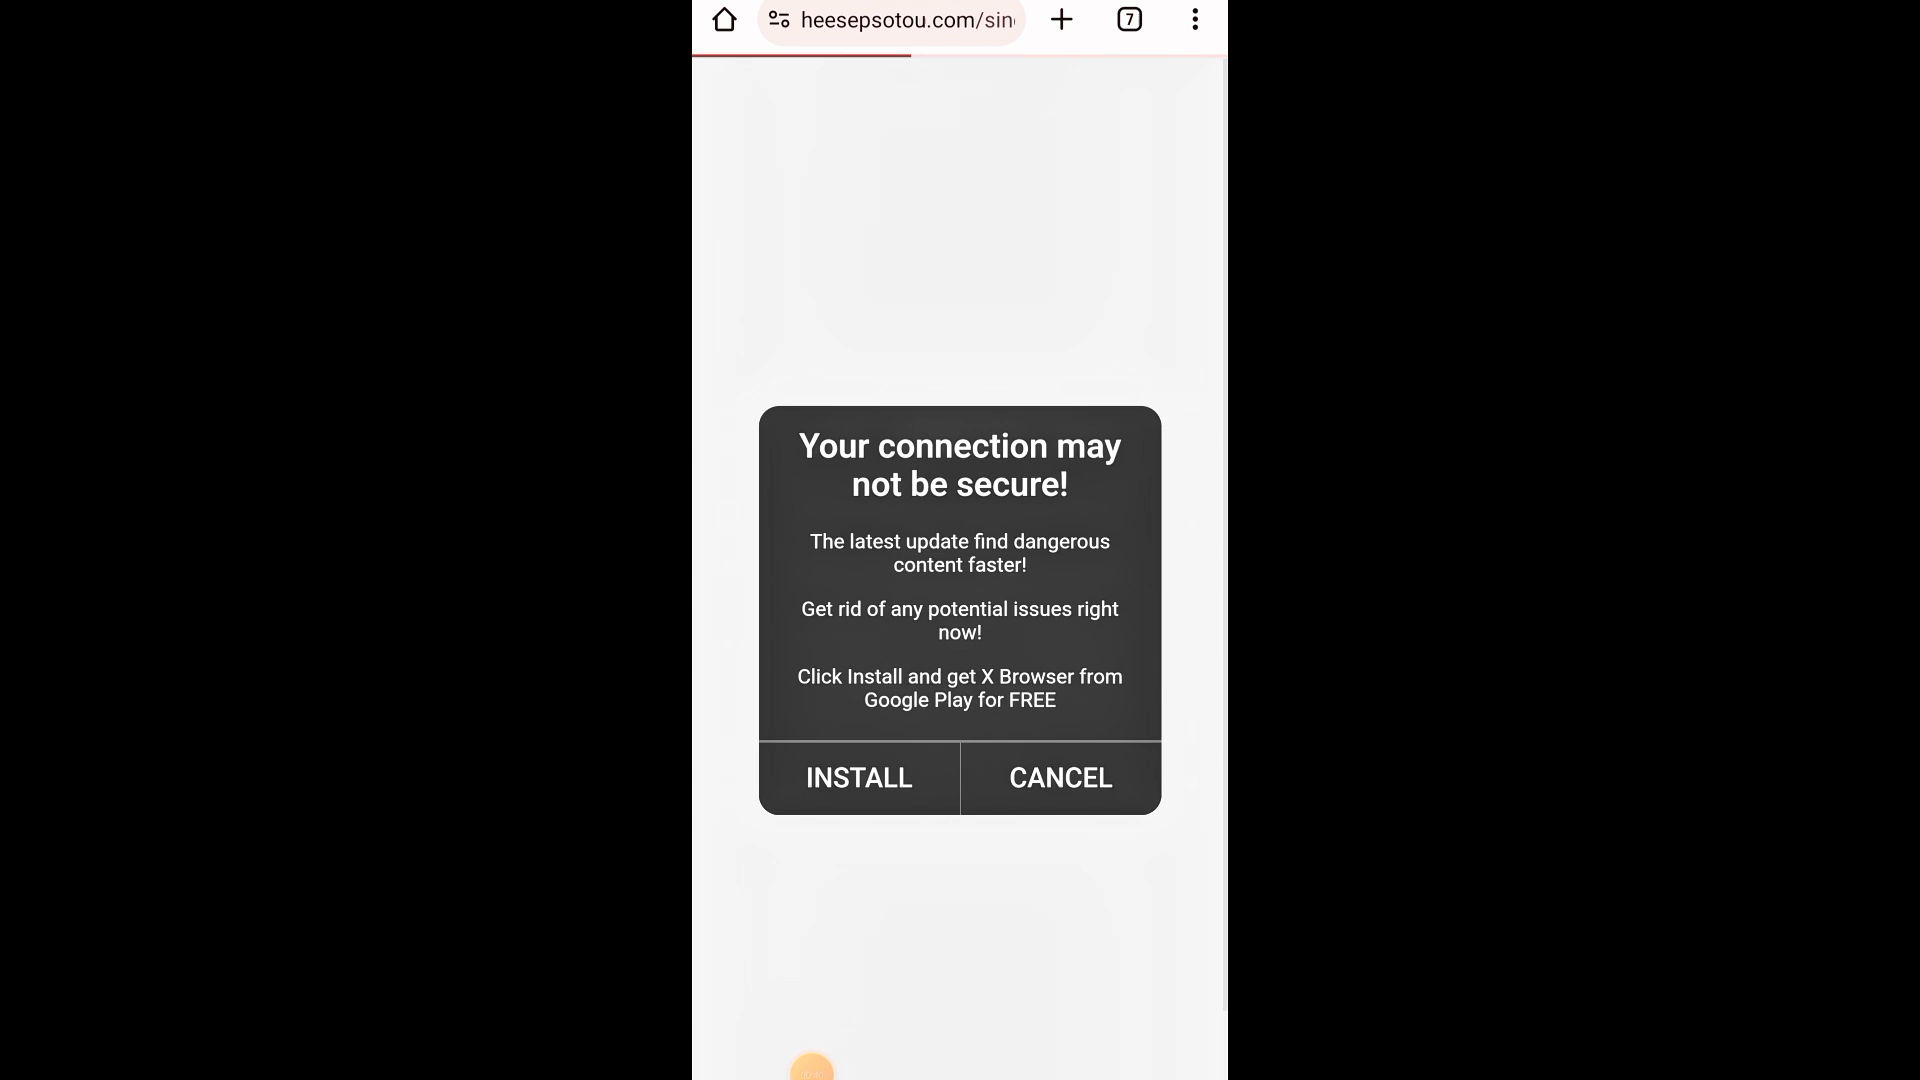 heesepsotou.com/sin
7
Your connection may
not be secure!
The latest update find dangerous
content faster!
Get rid of any potential issues right
now!
Click Install and get X Browser from
Google Play for FREE
INSTALL
CANCEL